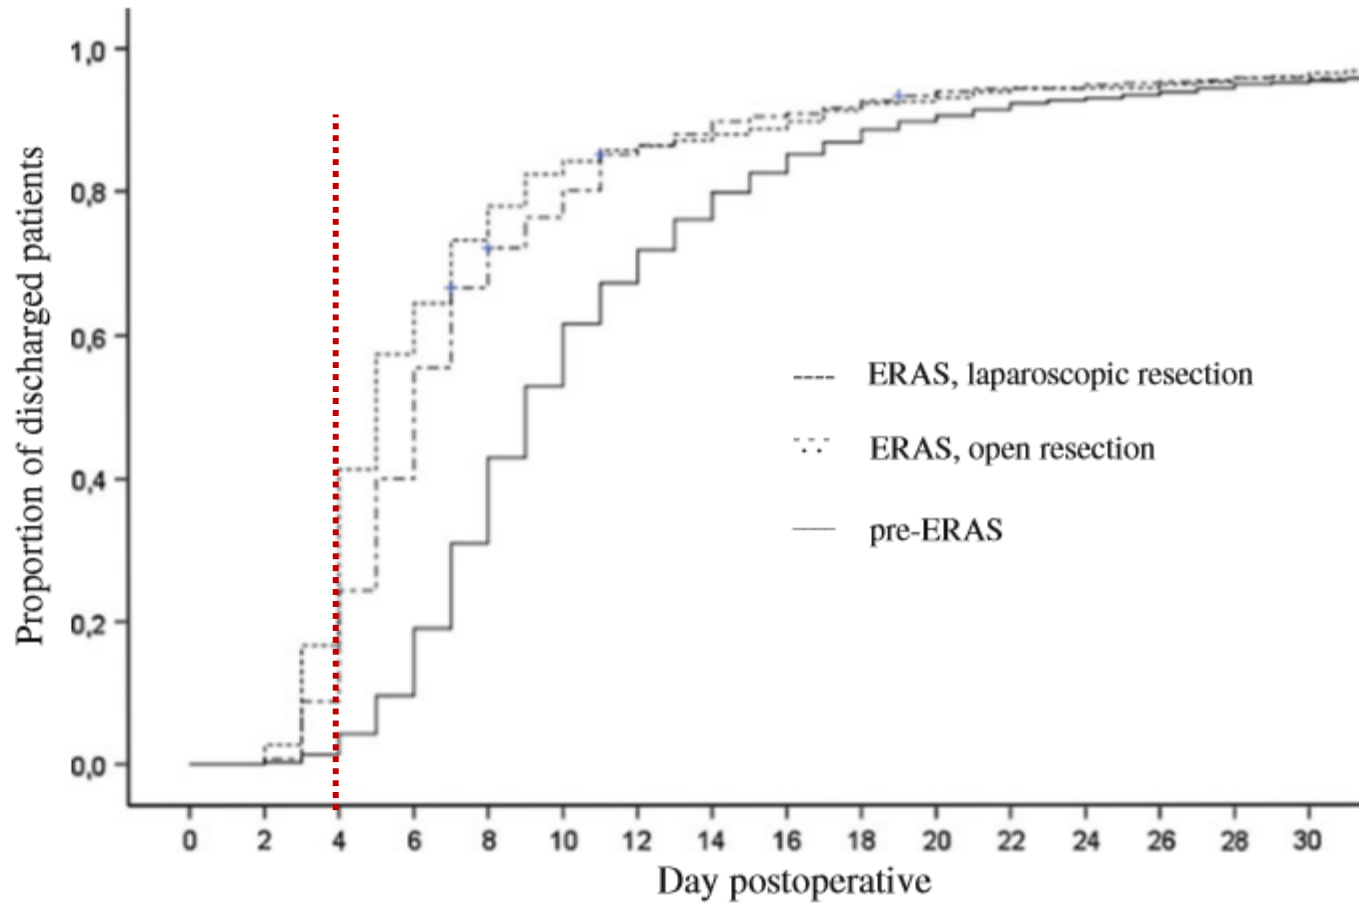 Proportion of discharged patients
1,0
0,8
0,6
0,4
0,2
0,0
ERAS, laparoscopic resection
ERAS, open resection
pre-ERAS
0 2 4 6 8 10 12 14 16 18 20 22 24 26 28 30
Day postoperative